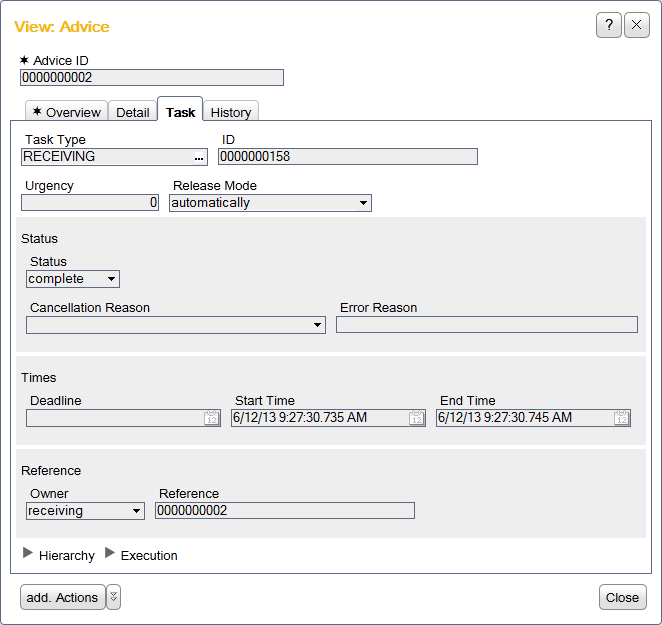 View: Advice
?
✶ Advice ID
0000000002
✶ Overview Detail Task History
Task Type ID
RECEIVING ... 0000000158
Urgency Release Mode
0 automatically
Status
Status
complete
Cancellation Reason Error Reason
Times
Deadline Start Time End Time
12 6/12/13 9:27:30.735 AM 12 6/12/13 9:27:30.745 AM 12
Reference
Owner Reference
receiving 0000000002
Hierarchy Execution
add. Actions Close